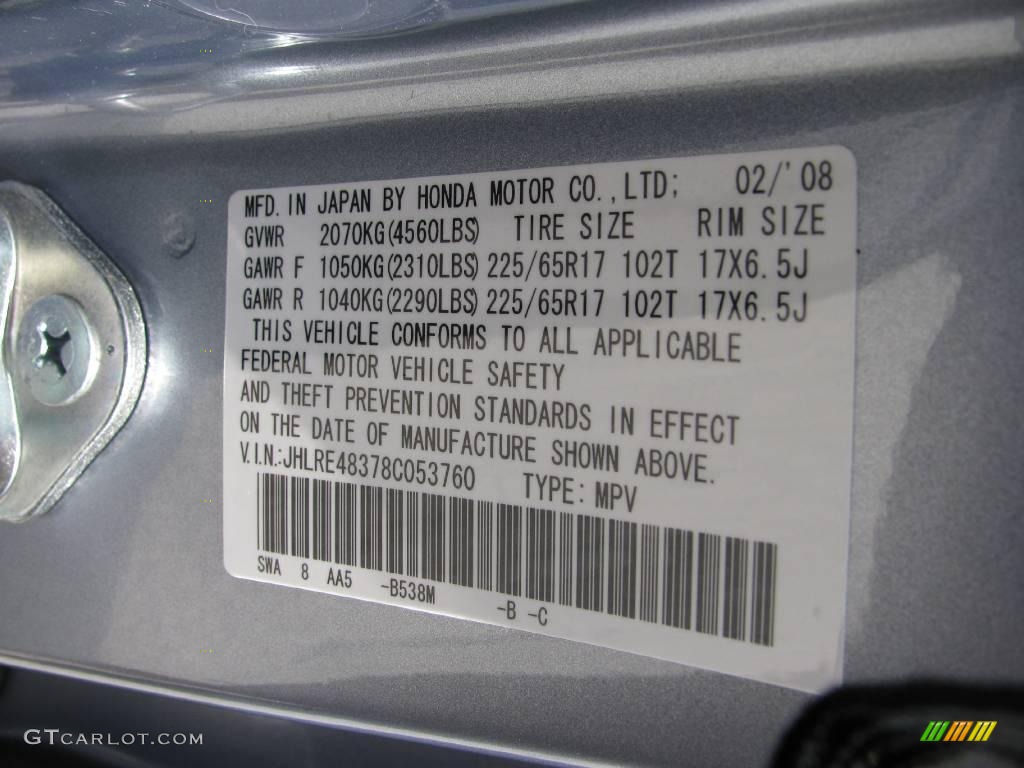 MFD. IN JAPAN BY HONDA MOTOR CO., LTD; 02/'08
GVWR 2070KG(4560LBS) TIRE SIZE RIM SIZE
GAWR F 1050KG(2310LBS) 225/65R17 102T 17X6.5J
GAWR R 1040KG(2290LBS) 225/65R17 102T 17X6.5J
THIS VEHICLE CONFORMS TO ALL APPLICABLE
FEDERAL MOTOR VEHICLE SAFETY
AND THEFT PREVENTION STANDARDS IN EFFECT
ON THE DATE OF MANUFACTURE SHOWN ABOVE.
V.I.N.:JHLRE48378C053760 TYPE: MPV
SWA 8 AA5 -B538M -B -C
GTCARLOT.COM